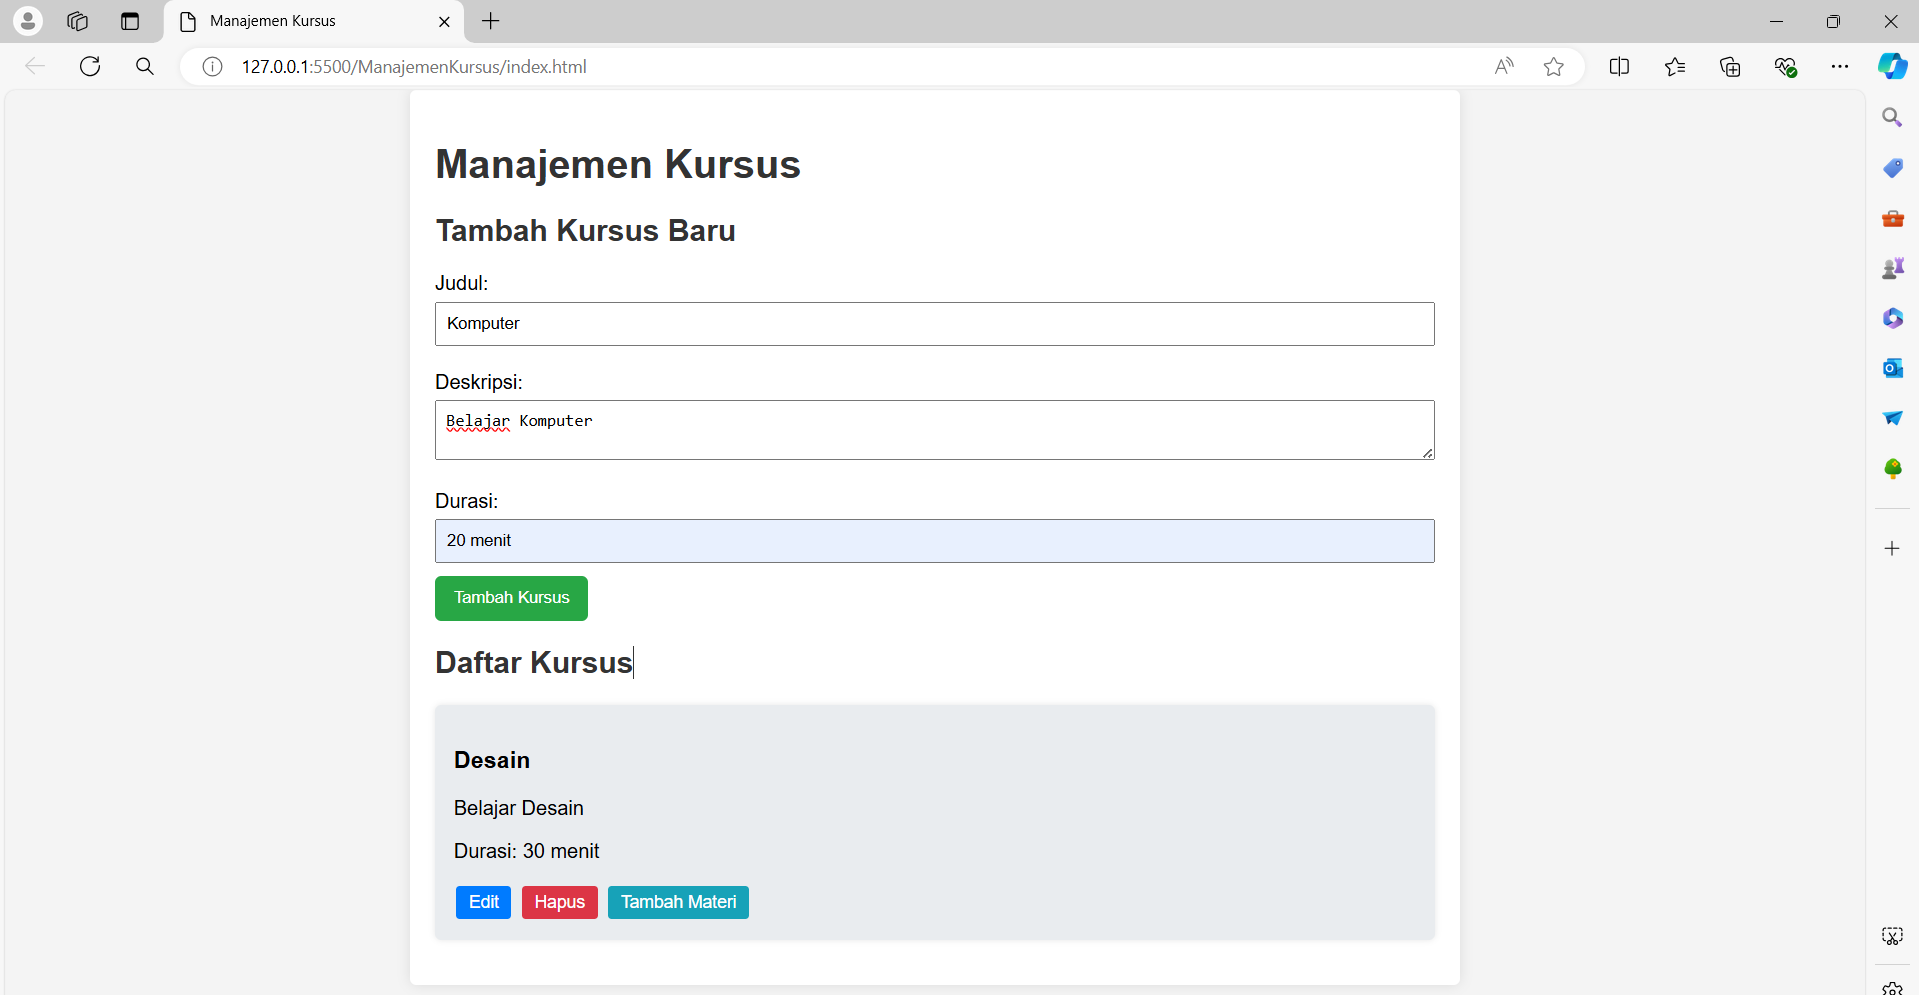 Manajemen Kursus
127.0.0.1:5500/ManajemenKursus/index.html
Manajemen Kursus
Tambah Kursus Baru
Judul:
Komputer
Deskripsi:
Belajar Komputer
Durasi:
20 menit
Tambah Kursus
Daftar Kursus
Desain
Belajar Desain
Durasi: 30 menit
Edit Hapus Tambah Materi